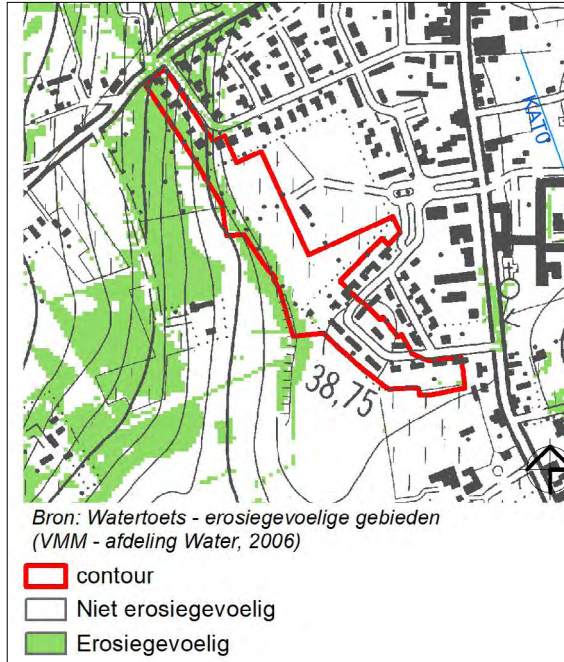 KATO
38,75
Bron: Watertoets - erosiegevoelige gebieden
(VMM - afdeling Water, 2006)
contour
Niet erosiegevoelig
Erosiegevoelig